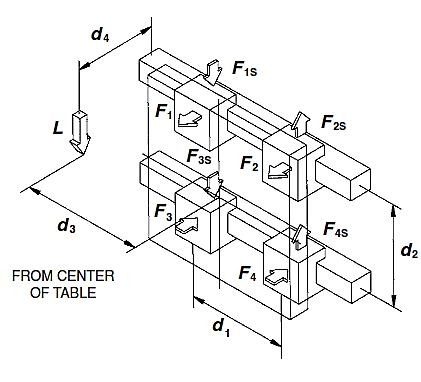 d4
F1S
L
F1
F2S
F3S
F2
F3
F4S
d3
F4
d2
FROM CENTER
OF TABLE
d1